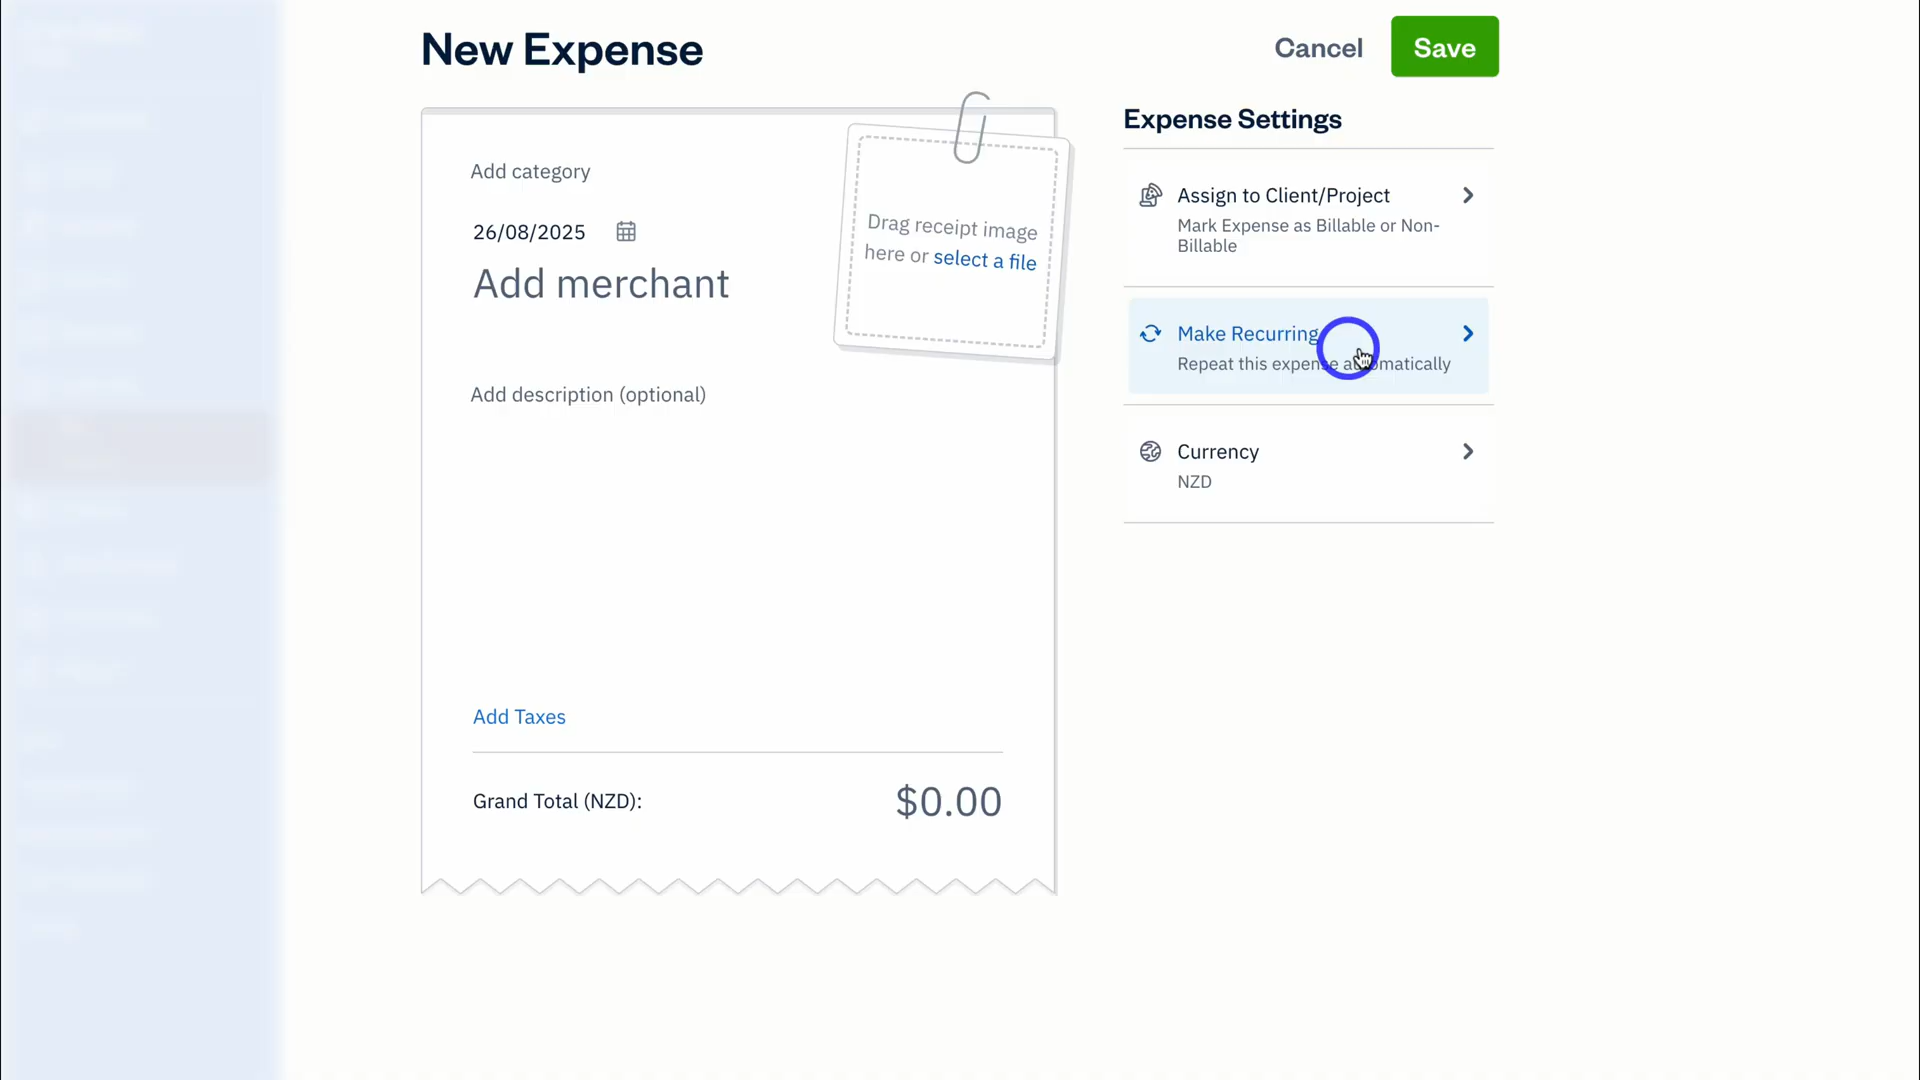 New Expense
Cancel
Save
Add category
26/08/2025
Add merchant
Drag receipt image
here or select a file
Add description (optional)
Add Taxes
Grand Total (NZD):
$0.00
Expense Settings
Assign to Client/Project
Mark Expense as Billable or Non-
Billable
Make Recurring
Repeat this expense automatically
Currency
NZD